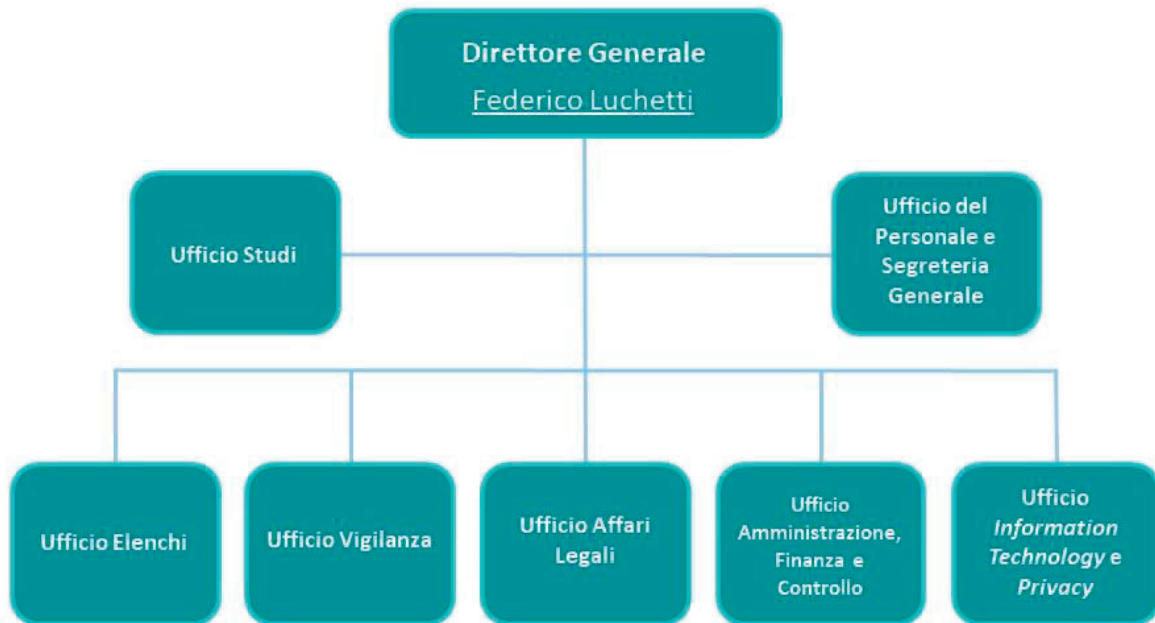 Direttore Generale
Federico Luchetti
Ufficio Studi
Ufficio del
Personale e
Segreteria
Generale
Ufficio Elenchi
Ufficio Vigilanza
Ufficio Affari
Legali
Ufficio
Amministrazione,
Finanza e
Controllo
Ufficio
Information
Technology e
Privacy